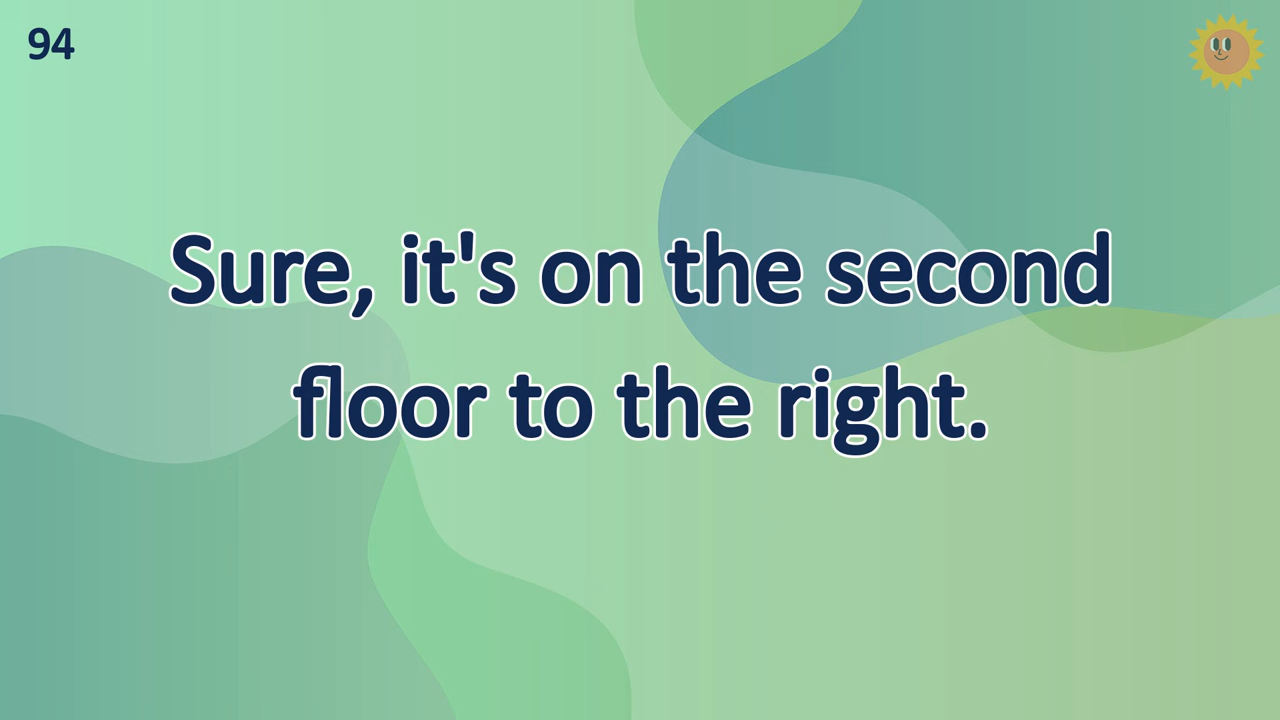 94
Sure, it's on the second
floor to the right.